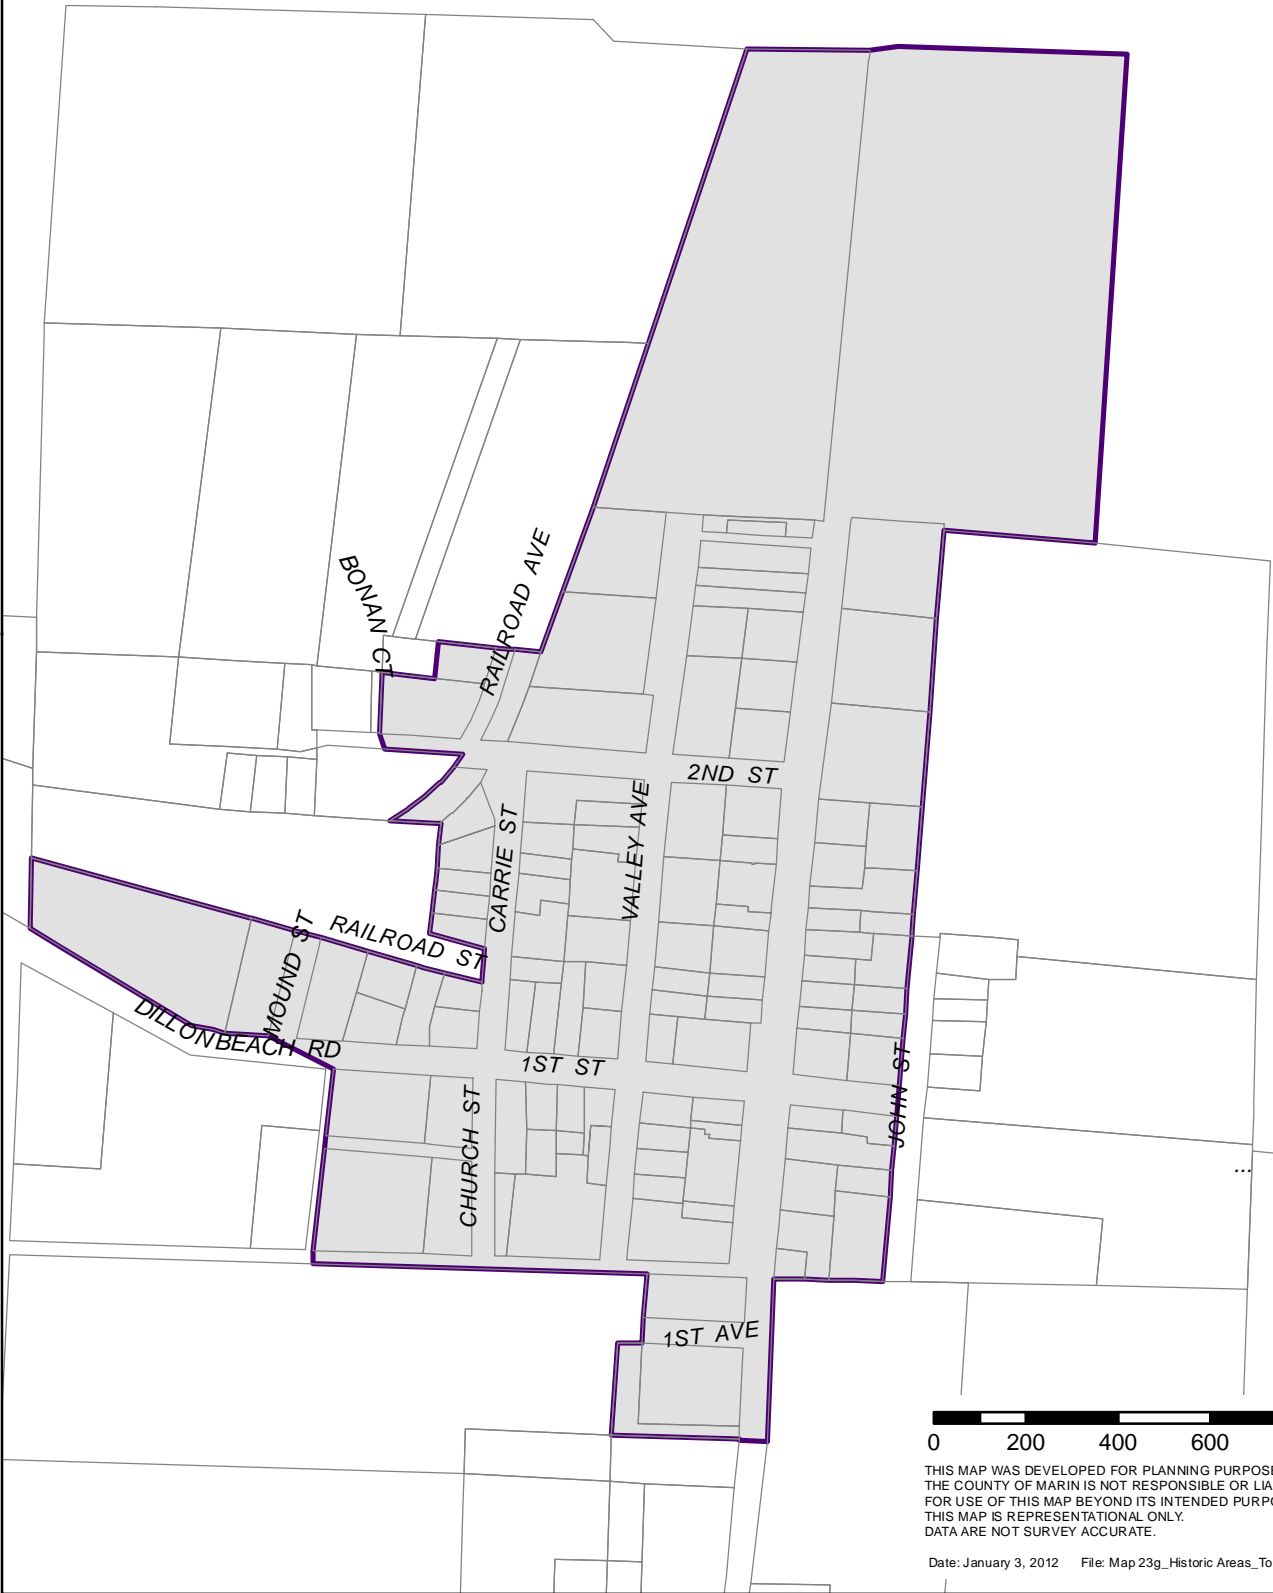 BONAN CT
RAILROAD AVE
2ND ST
VALLEY AVE
CARRIE ST
RAILROAD ST
MOUND ST
DILLONBEACH RD
1ST ST
JOHN ST
CHURCH ST
...
1ST AVE
0 200 400 600
THIS MAP WAS DEVELOPED FOR PLANNING PURPOSE
THE COUNTY OF MARIN IS NOT RESPONSIBLE OR LIA
FOR USE OF THIS MAP BEYOND ITS INTENDED PURPO
THIS MAP IS REPRESENTATIONAL ONLY.
DATA ARE NOT SURVEY ACCURATE.
Date: January 3, 2012 File: Map 23g_Historic Areas_To